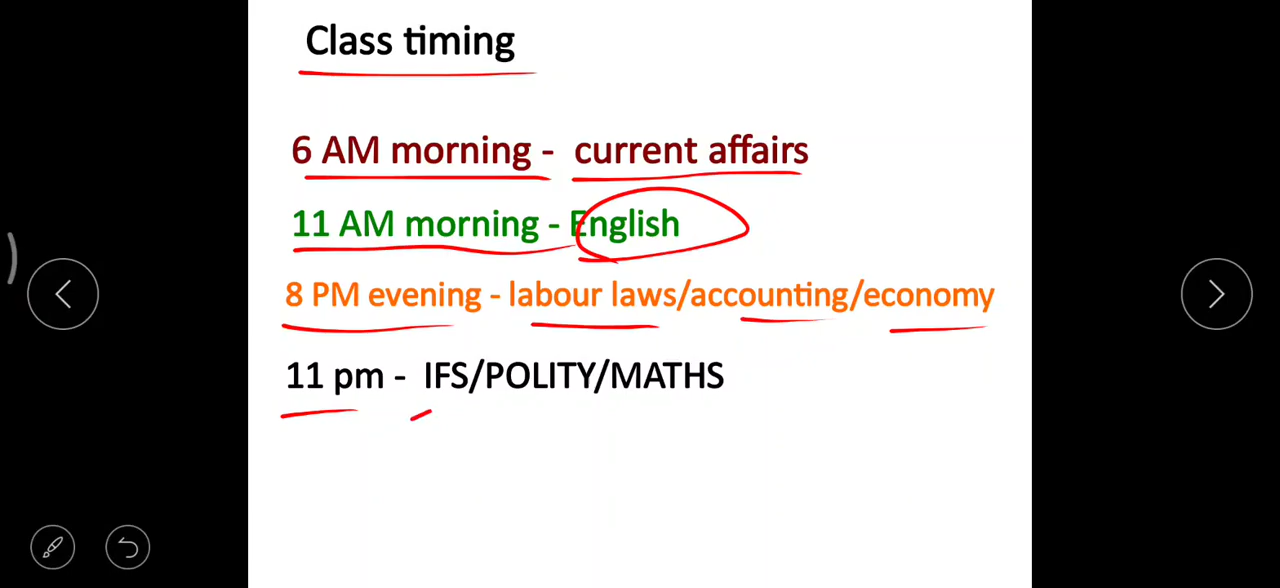 Class timing
6 AM morning - current affairs
11 AM morning - English
8 PM evening - labour laws/accounting/economy
11 pm - IFS/POLITY/MATHS